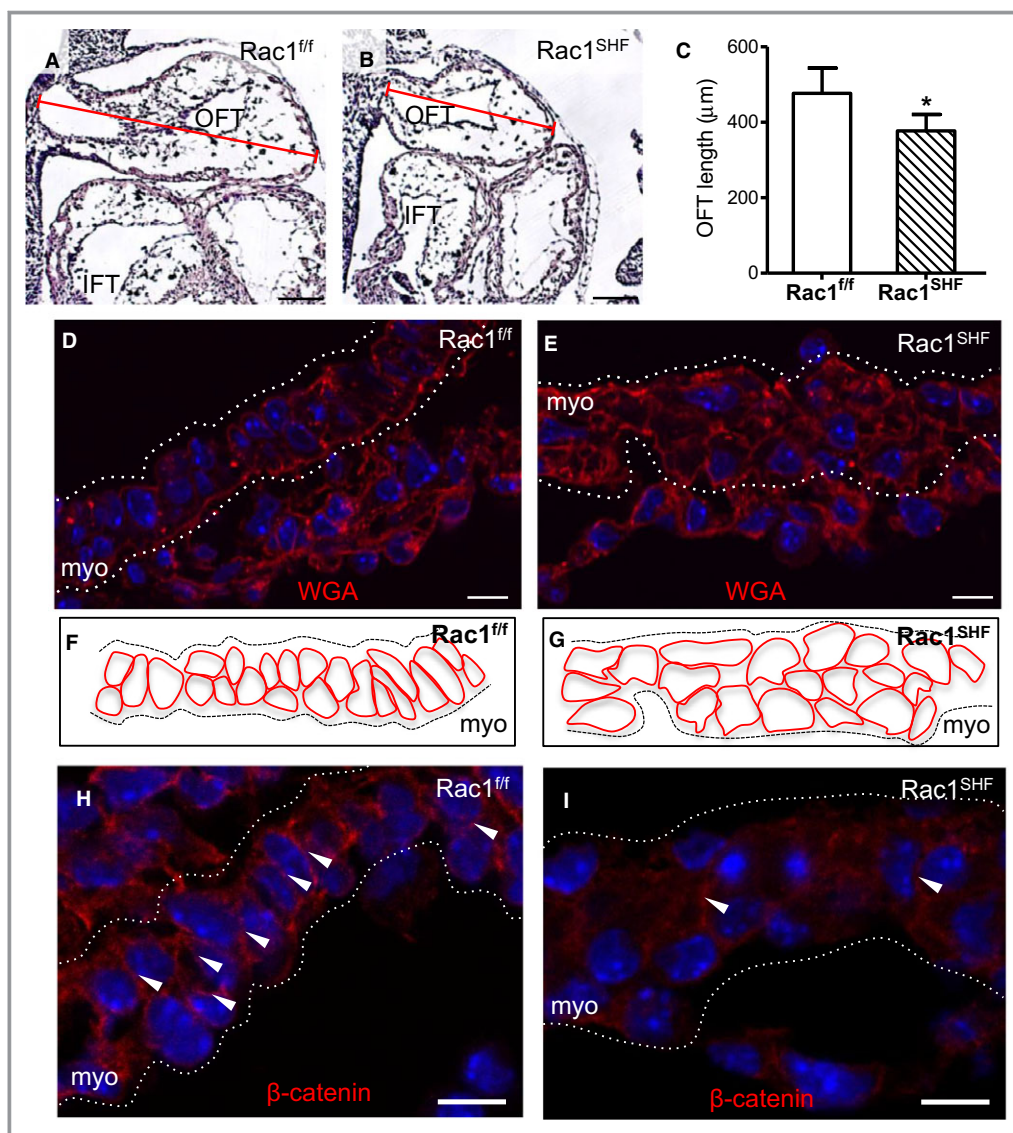 A
Rac1f/f
OFT
IFT
B
Rac1SHF
OFT
IFT
C
OFT length (µm)
600
400
200
0
*
Rac1f/f
Rac1SHF
D
Rac1f/f
myo
myo
WGA
E
Rac1SHF
myo
WGA
F
Rac1f/f
myo
G
Rac1SHF
myo
H
Rac1f/f
myo
β-catenin
I
Rac1SHF
myo
β-catenin